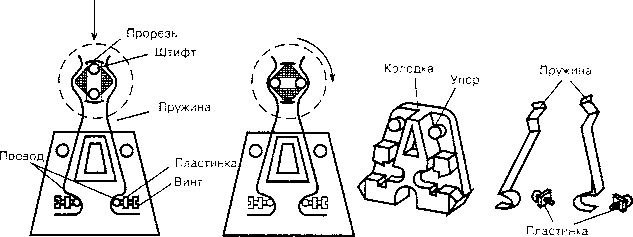 Прорезь
Штифт
Пружина
Провод
Пластинка
Винт
Колодка
Упор
Пружина
Пластинка